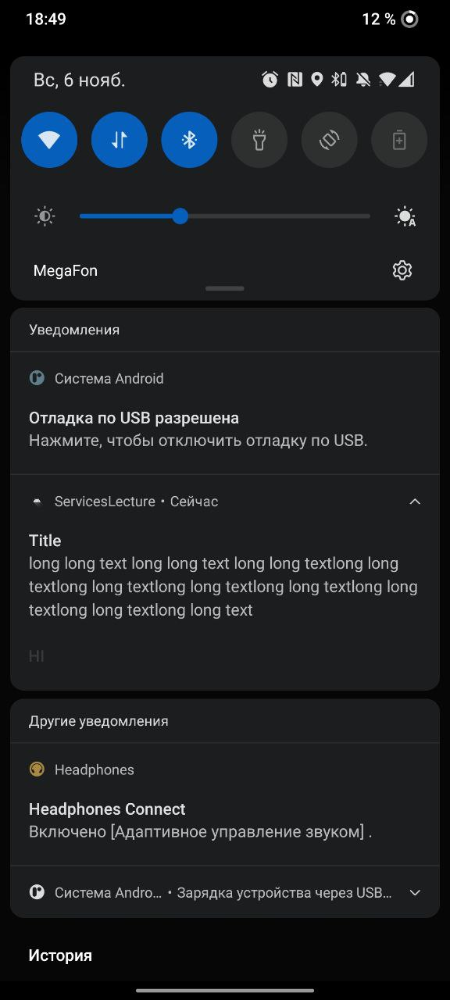 18:49 12 %
Вс, 6 нояб.
MegaFon
Уведомления
Система Android
Отладка по USB разрешена
Нажмите, чтобы отключить отладку по USB.
ServicesLecture • Сейчас
Title
long long text long long text long long textlong long
textlong long textlong long textlong long textlong long
textlong long textlong long text
HI
Другие уведомления
Headphones
Headphones Connect
Включено [Адаптивное управление звуком] .
Система Andro… • Зарядка устройства через USB…
История